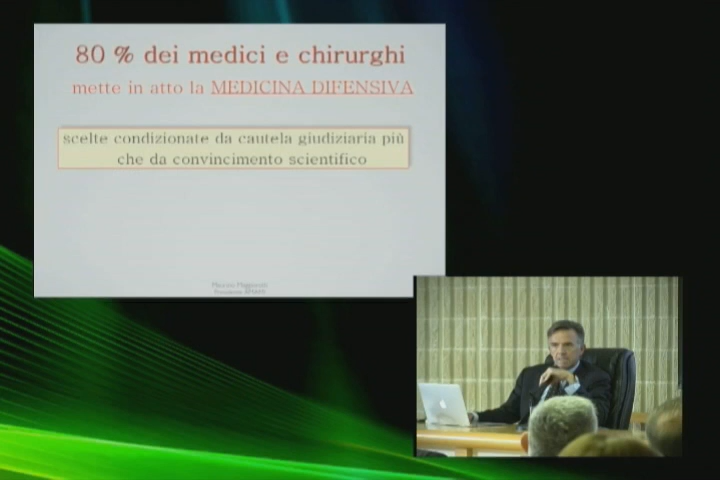 80 % dei medici e chirurghi
mette in atto la MEDICINA DIFENSIVA
scelte condizionate da cautela giudiziaria più
che da convincimento scientifico